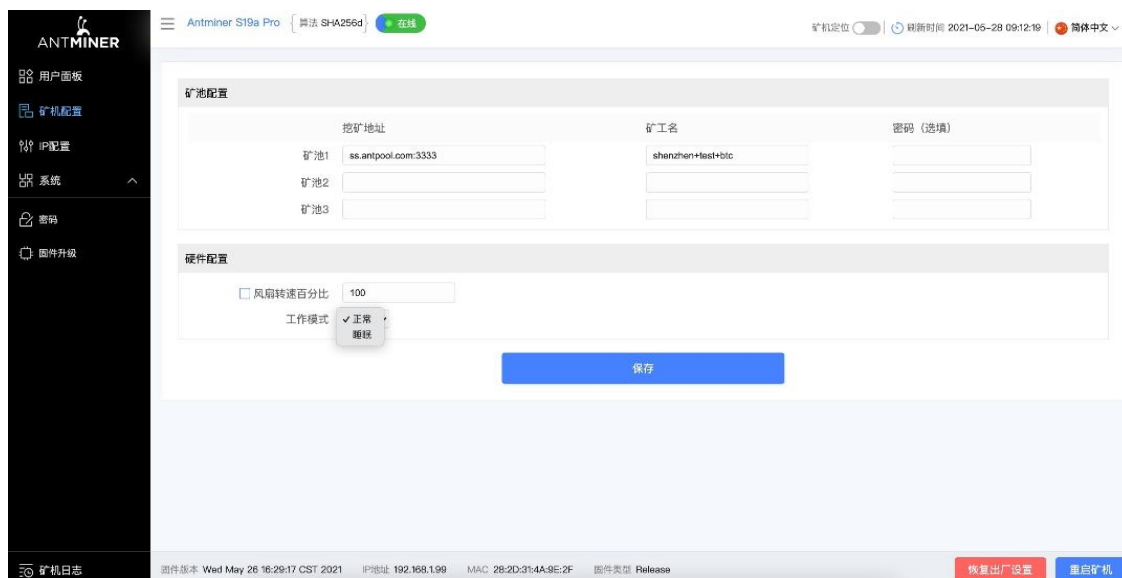 ANTMINER
Antminer S19a Pro { 算法 SHA256d } 在线
矿机定位 刷新时间 2021-05-28 09:12:19 简体中文
用户面板
矿机配置
IP配置
系统
密码
固件升级
矿池配置
挖矿地址 矿工名 密码（选填）
矿池1 ss.antpool.com:3333 shenzhen+test+btc
矿池2
矿池3
硬件配置
风扇转速百分比 100
工作模式 ✓ 正常
睡眠
保存
矿机日志
固件版本 Wed May 26 16:29:17 CST 2021 IP地址 192.168.1.99 MAC 28:2D:31:4A:9E:2F 固件类型 Release
恢复出厂设置 重启矿机